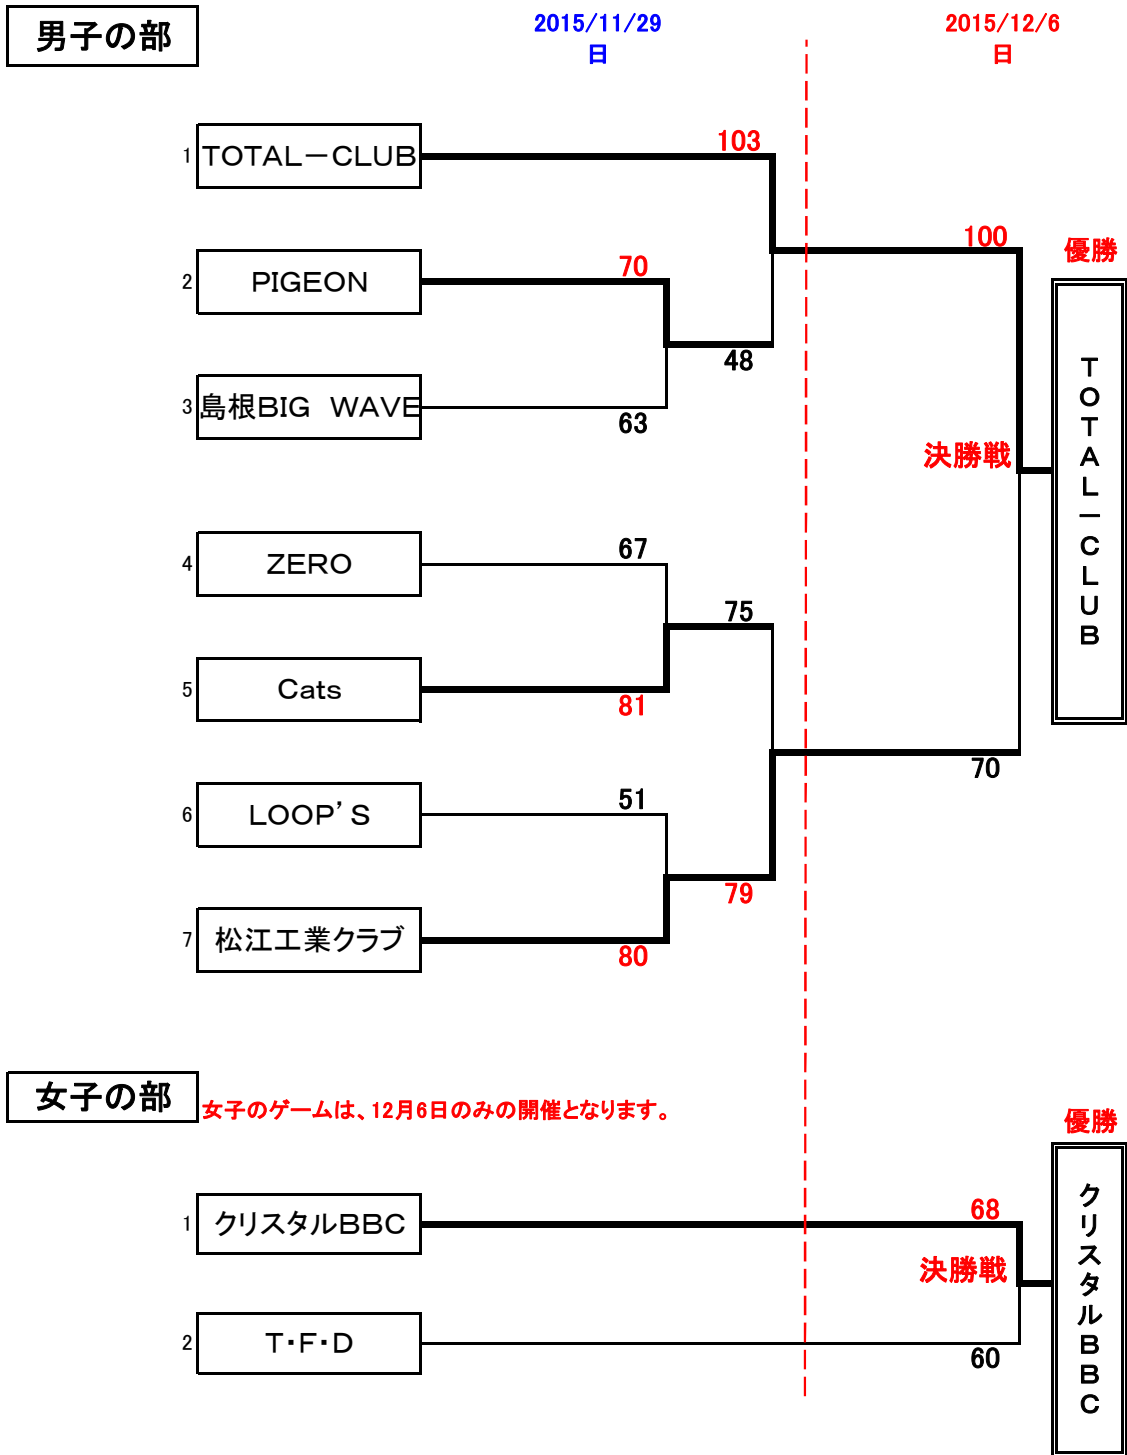 男子の部
2015/11/29
日
2015/12/6
日
1 TOTAL－CLUB
103
100
優勝
2 PIGEON
70
48
3 島根BIG　WAVE
63
決勝戦
TOTAL－CLUB
4 ZERO
67
75
5 Cats
81
70
6 LOOP’S
51
79
7 松江工業クラブ
80
女子の部
女子のゲームは、12月6日のみの開催となります。
優勝
1 クリスタルBBC
68
決勝戦
クリスタルBBC
2 T・F・D
60